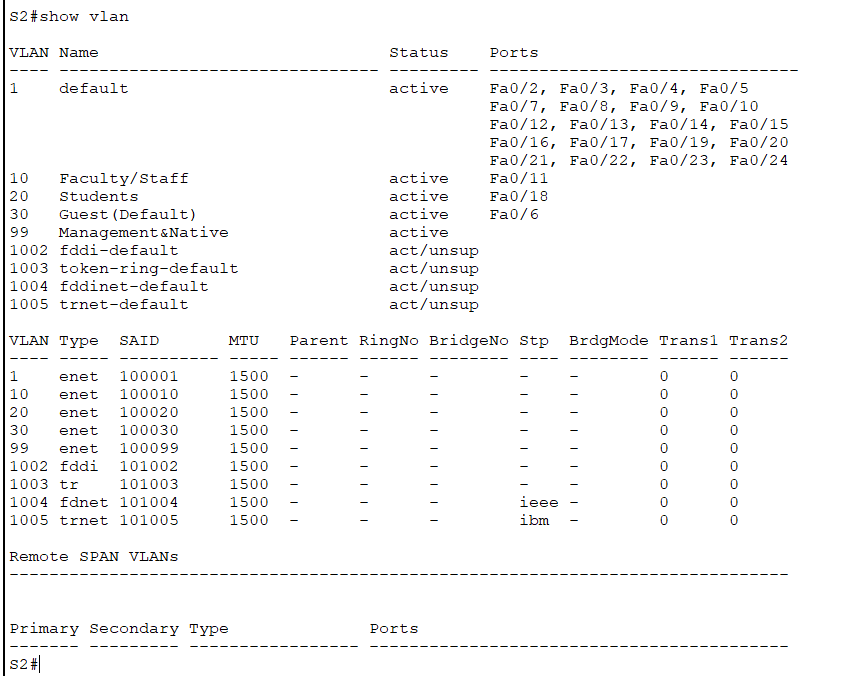 S2#show vlan
VLAN Name                             Status    Ports
---- -------------------------------- --------- -------------------------------
1    default                          active    Fa0/2, Fa0/3, Fa0/4, Fa0/5
                                                Fa0/7, Fa0/8, Fa0/9, Fa0/10
                                                Fa0/12, Fa0/13, Fa0/14, Fa0/15
                                                Fa0/16, Fa0/17, Fa0/19, Fa0/20
                                                Fa0/21, Fa0/22, Fa0/23, Fa0/24
10   Faculty/Staff                    active    Fa0/11
20   Students                         active    Fa0/18
30   Guest(Default)                   active    Fa0/6
99   Management&Native                active
1002 fddi-default                     act/unsup
1003 token-ring-default               act/unsup
1004 fddinet-default                  act/unsup
1005 trnet-default                    act/unsup
VLAN Type  SAID       MTU   Parent RingNo BridgeNo Stp  BrdgMode Trans1 Trans2
---- ----- ---------- ----- ------ ------ -------- ---- -------- ------ ------
1    enet  100001     1500  -      -      -        -    -        0      0
10   enet  100010     1500  -      -      -        -    -        0      0
20   enet  100020     1500  -      -      -        -    -        0      0
30   enet  100030     1500  -      -      -        -    -        0      0
99   enet  100099     1500  -      -      -        -    -        0      0
1002 fddi  101002     1500  -      -      -        -    -        0      0
1003 tr    101003     1500  -      -      -        -    -        0      0
1004 fdnet 101004     1500  -      -      -        ieee -        0      0
1005 trnet 101005     1500  -      -      -        ibm  -        0      0
Remote SPAN VLANs
------------------------------------------------------------------------------
Primary Secondary Type              Ports
------- --------- ----------------- ------------------------------------------
S2#